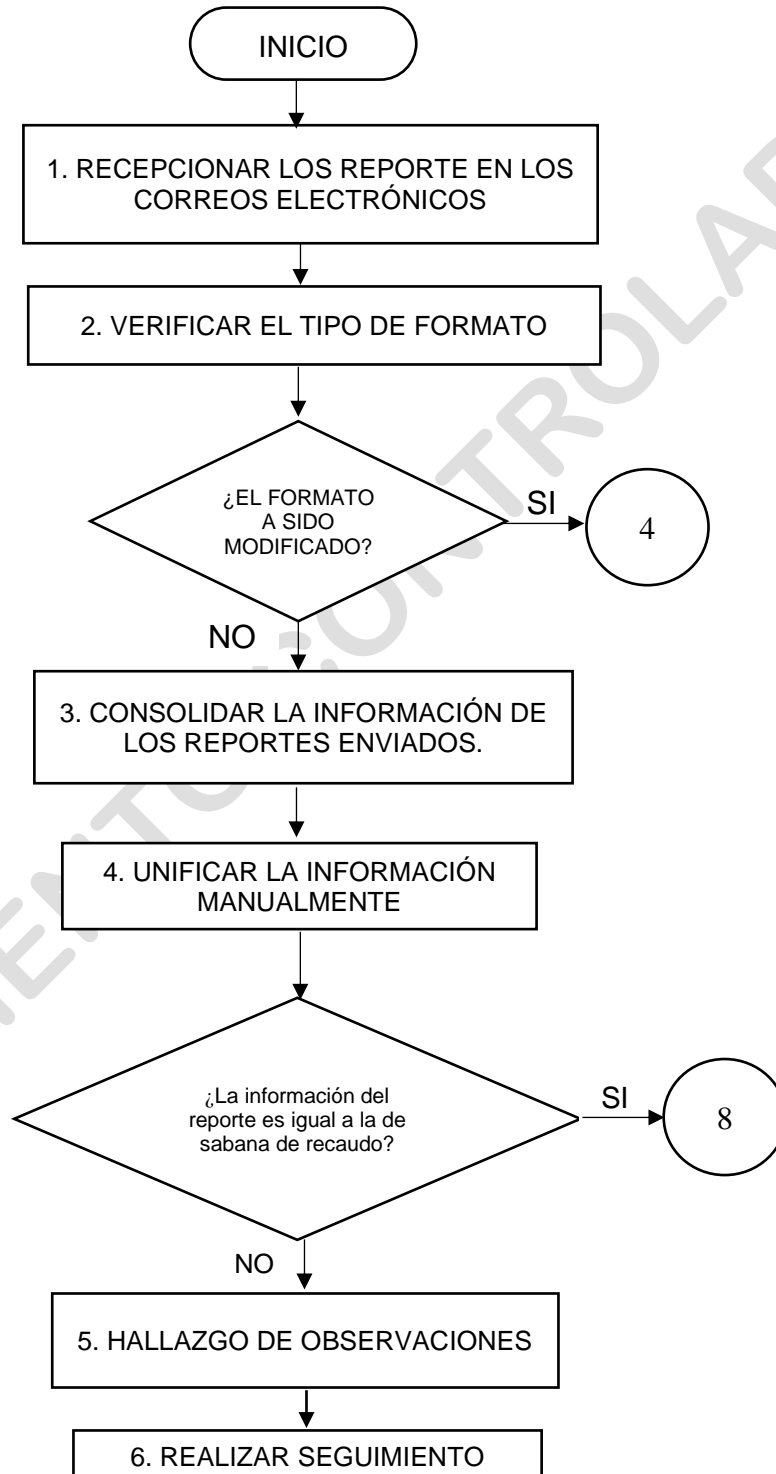 INICIO
1. RECEPCIONAR LOS REPORTE EN LOS
CORREOS ELECTRÓNICOS
2. VERIFICAR EL TIPO DE FORMATO
¿EL FORMATO
A SIDO
MODIFICADO?
SI
4
NO
3. CONSOLIDAR LA INFORMACIÓN DE
LOS REPORTES ENVIADOS.
4. UNIFICAR LA INFORMACIÓN
MANUALMENTE
¿La información del
reporte es igual a la de
sabana de recaudo?
SI
8
NO
5. HALLAZGO DE OBSERVACIONES
6. REALIZAR SEGUIMIENTO